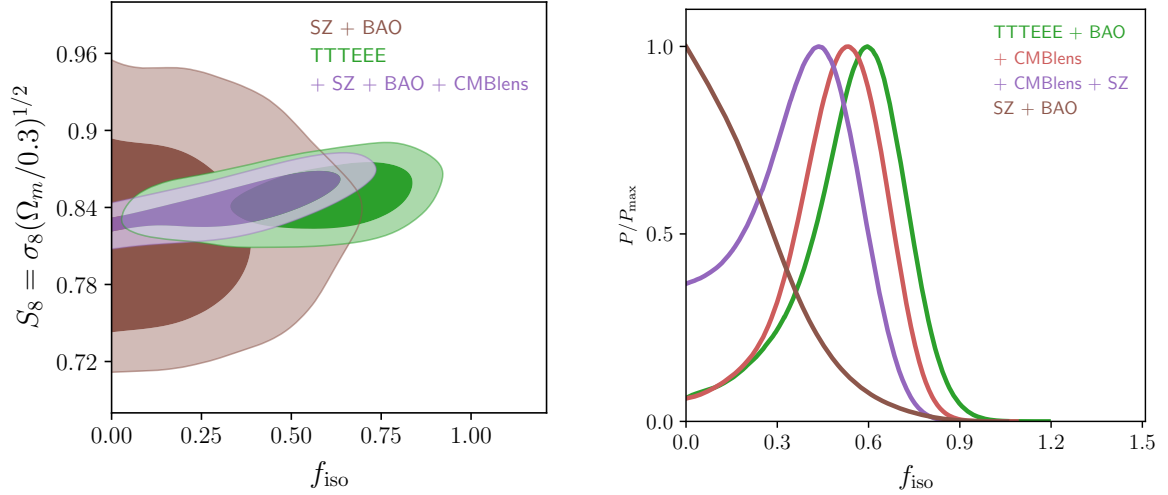 SZ + BAO
TTTEEE
+ SZ + BAO + CMBlens
0.96
0.9
0.84
0.78
0.72
S₈ = σ₈(Ωₘ/0.3)^{1/2}
0.00
0.25
0.50
0.75
1.00
f_iso
TTTEEE + BAO
+ CMBlens
+ CMBlens + SZ
SZ + BAO
1.0
0.5
0.0
P/P_max
0.0
0.3
0.6
0.9
1.2
1.5
f_iso